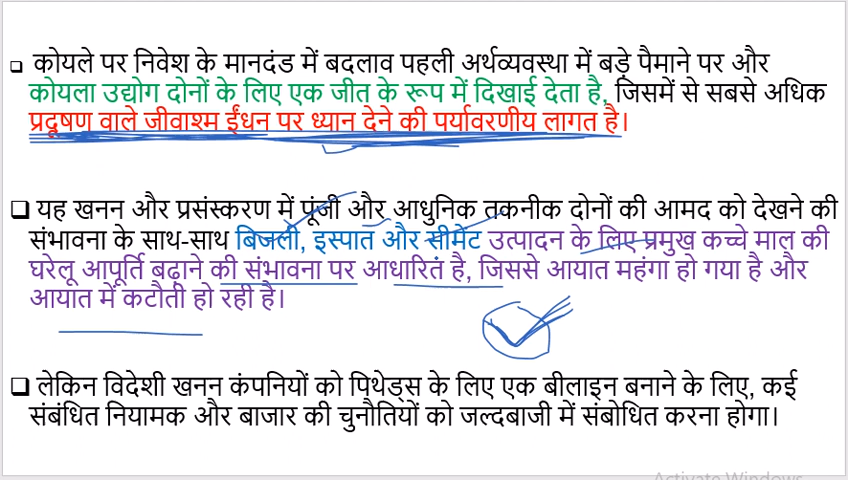 ❑ कोयले पर निवेश के मानदंड में बदलाव पहली अर्थव्यवस्था में बड़े पैमाने पर और
कोयला उद्योग दोनों के लिए एक जीत के रूप में दिखाई देता है, जिसमें से सबसे अधिक
प्रदूषण वाले जीवाश्म ईंधन पर ध्यान देने की पर्यावरणीय लागत है।
❑ यह खनन और प्रसंस्करण में पूंजी और आधुनिक तकनीक दोनों की आमद को देखने की
संभावना के साथ-साथ बिजली, इस्पात और सीमेंट उत्पादन के लिए प्रमुख कच्चे माल की
घरेलू आपूर्ति बढ़ाने की संभावना पर आधारित है, जिससे आयात महंगा हो गया है और
आयात में कटौती हो रही है।
❑ लेकिन विदेशी खनन कंपनियों को पिथेड्स के लिए एक बीलाइन बनाने के लिए, कई
संबंधित नियामक और बाजार की चुनौतियों को जल्दबाजी में संबोधित करना होगा।
Activate Windows